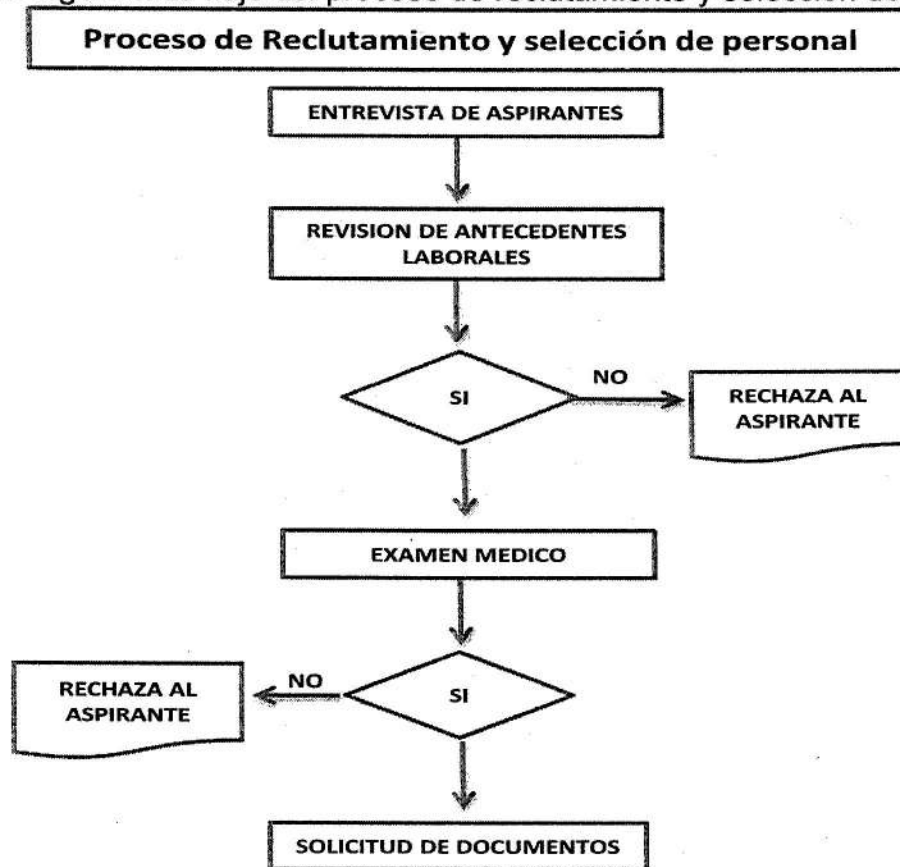 Proceso de Reclutamiento y selección de personal
ENTREVISTA DE ASPIRANTES
REVISION DE ANTECEDENTES
LABORALES
SI
NO
RECHAZA AL
ASPIRANTE
EXAMEN MEDICO
NO
SI
RECHAZA AL
ASPIRANTE
SOLICITUD DE DOCUMENTOS